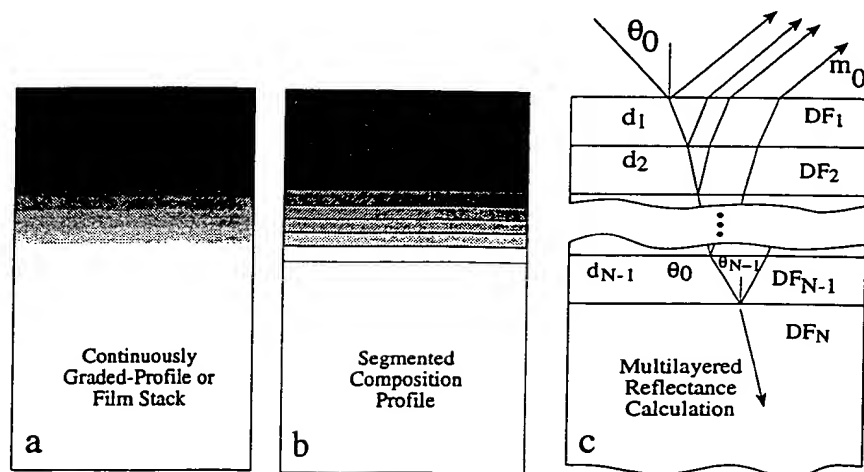 Continuously
Graded-Profile or
Film Stack
a
Segmented
Composition
Profile
b
θ0
m0
d1
DF1
d2
DF2
dN-1
θ0
θN-1
DFN-1
DFN
Multilayered
Reflectance
Calculation
c